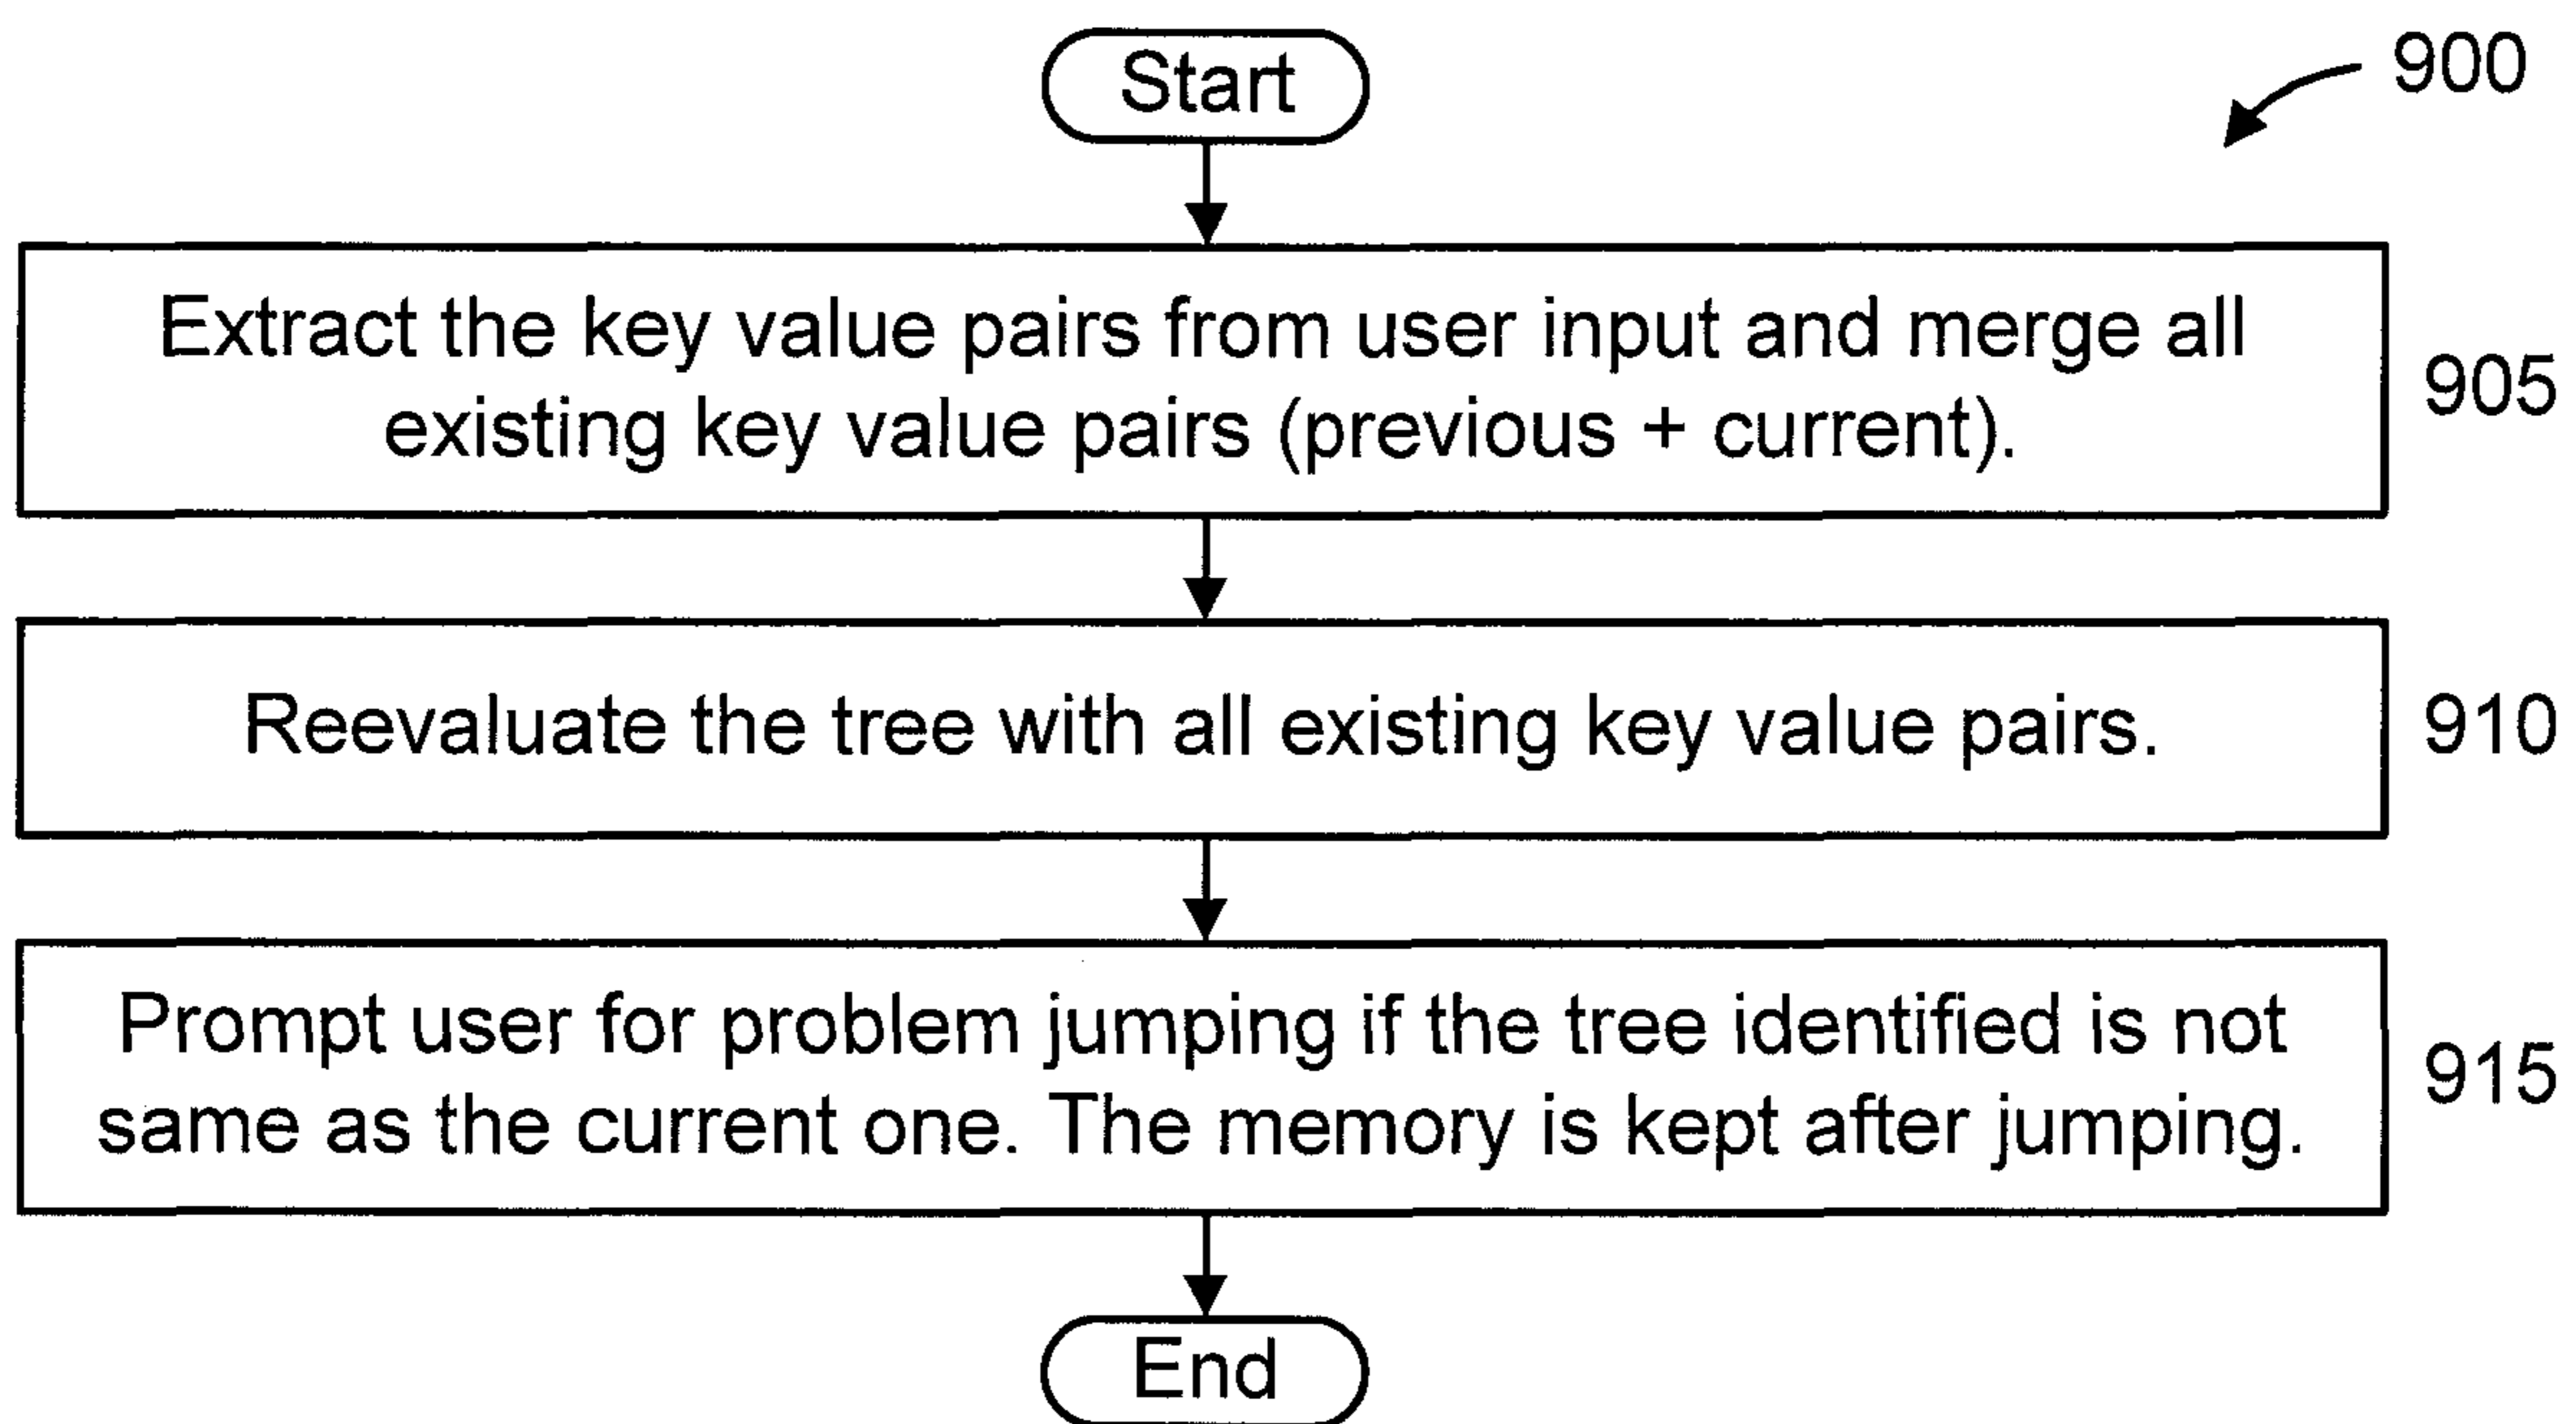 Start
900
Extract the key value pairs from user input and merge all
existing key value pairs (previous + current).
905
Reevaluate the tree with all existing key value pairs.
910
Prompt user for problem jumping if the tree identified is not
same as the current one. The memory is kept after jumping.
915
End